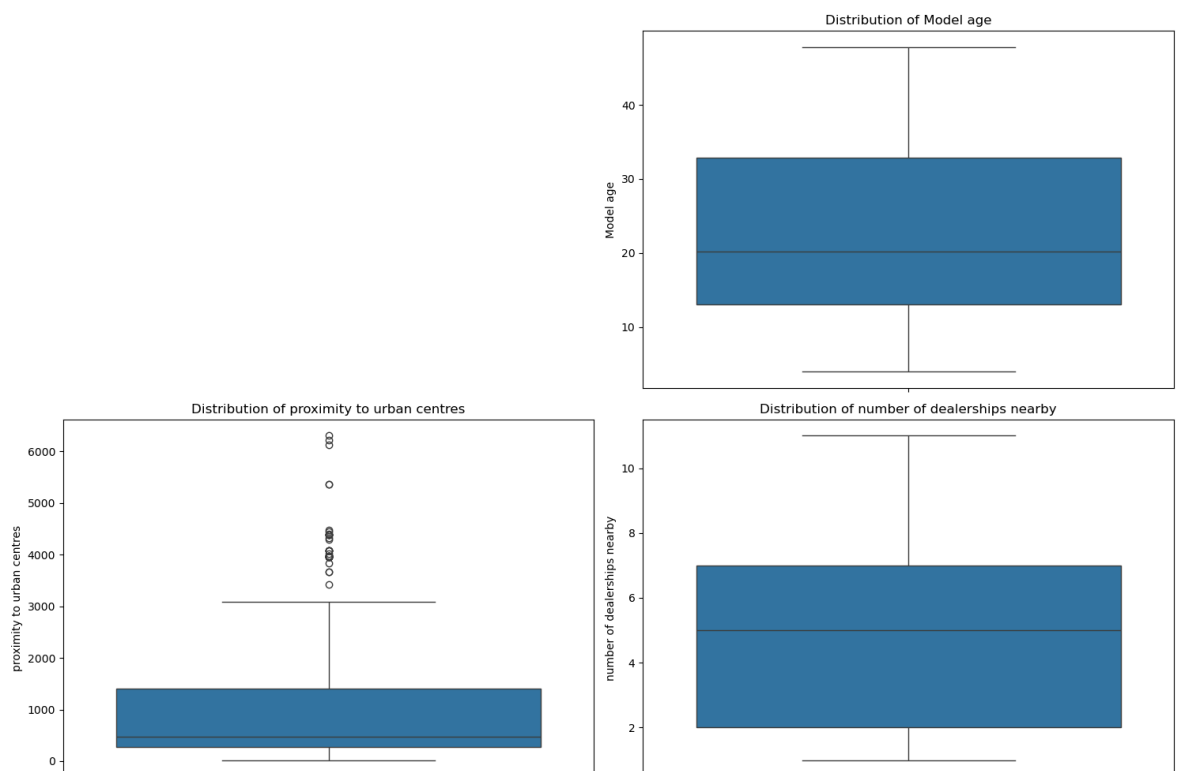 Distribution of Model age
40
30
20
10
Model age
Distribution of proximity to urban centres
6000
5000
4000
3000
2000
1000
0
proximity to urban centres
Distribution of number of dealerships nearby
10
8
6
4
2
number of dealerships nearby